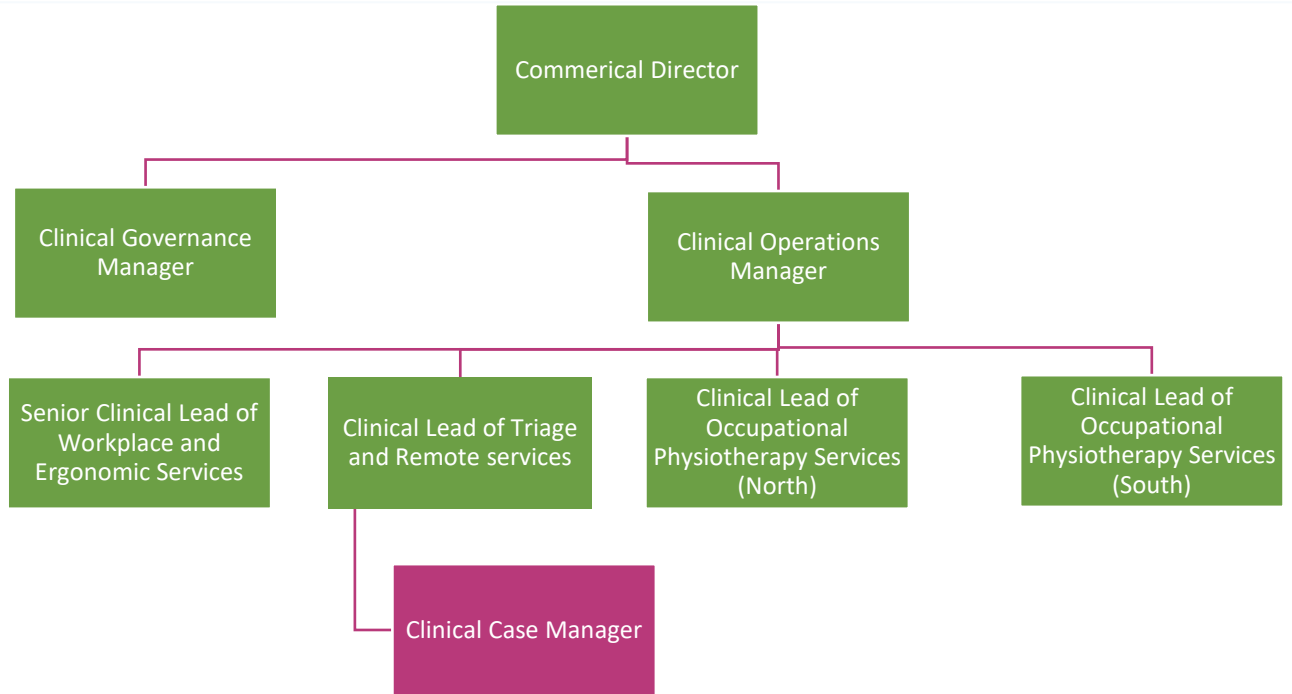 Commerical Director
Clinical Governance
Manager
Clinical Operations
Manager
Senior Clinical Lead of
Workplace and
Ergonomic Services
Clinical Lead of Triage
and Remote services
Clinical Lead of
Occupational
Physiotherapy Services
(North)
Clinical Lead of
Occupational
Physiotherapy Services
(South)
Clinical Case Manager